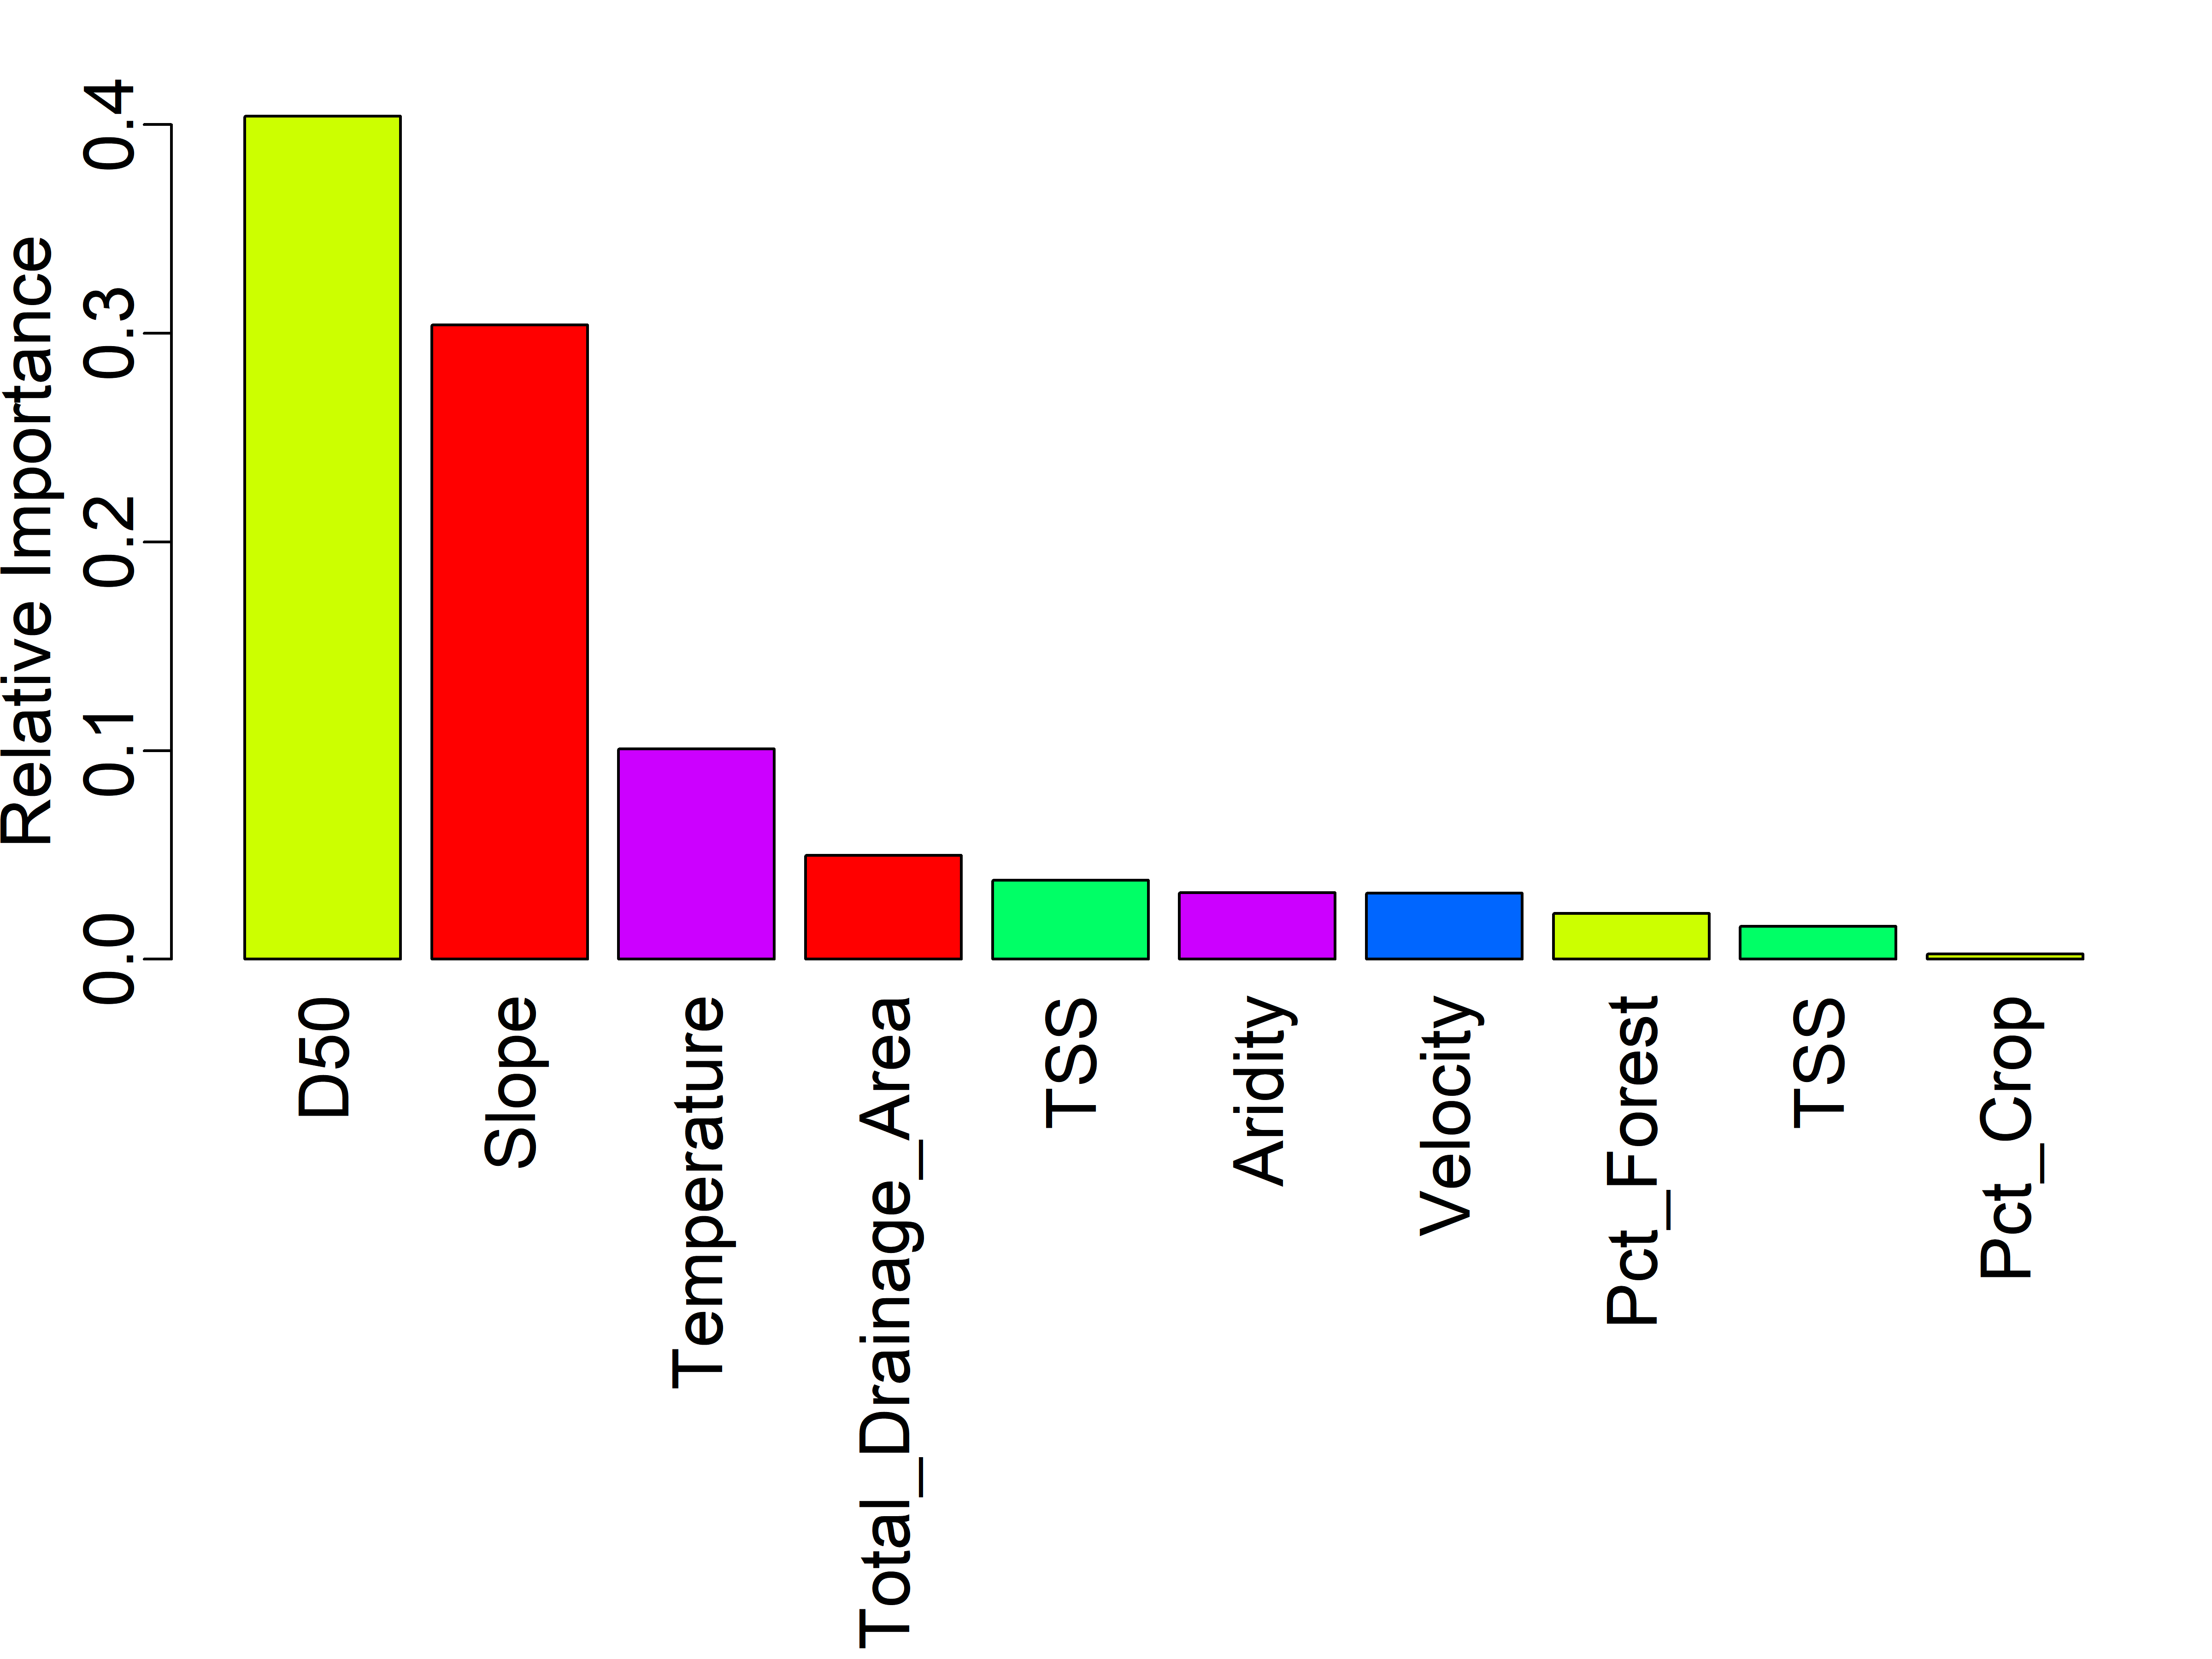 Relative Importance
0.4
0.3
0.2
0.1
0.0
D50
Slope
Temperature
Total_Drainage_Area
TSS
Aridity
Velocity
Pct_Forest
TSS
Pct_Crop